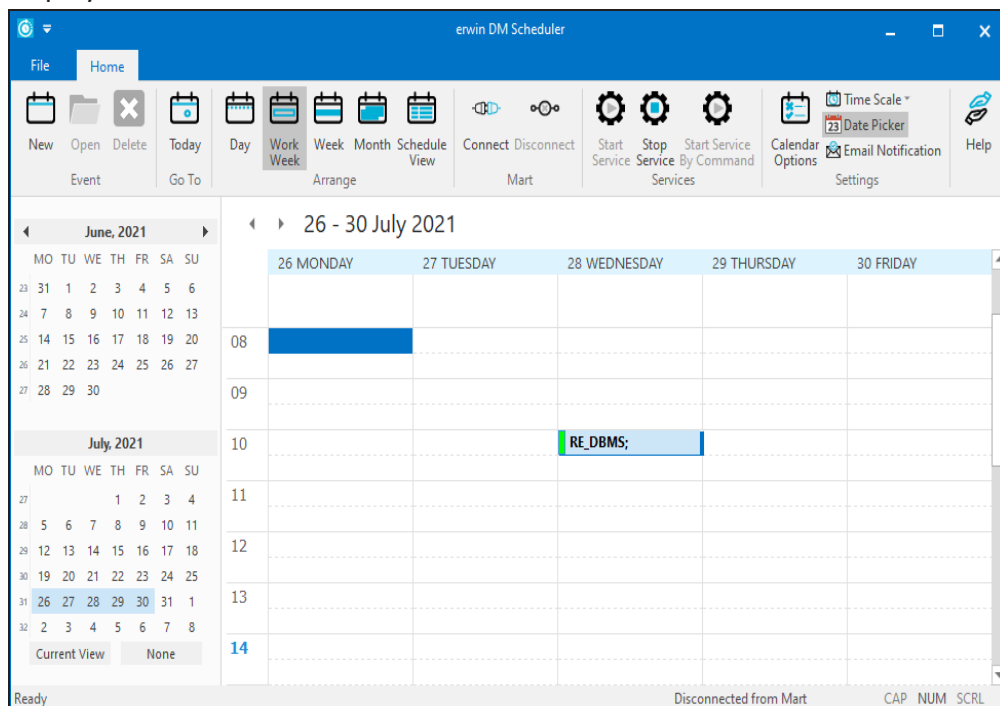 erwin DM Scheduler
File Home
New Open Delete Today Day Work Week Week Month Schedule View Connect Disconnect Start Service Stop Service Start Service By Command Calendar Options Time Scale
23 Date Picker
Email Notification
Help
Event Go To Arrange Mart Services Settings
26 - 30 July 2021
June, 2021
MO TU WE TH FR SA SU
23 31 1 2 3 4 5 6
24 7 8 9 10 11 12 13
25 14 15 16 17 18 19 20
26 21 22 23 24 25 26 27
27 28 29 30
July, 2021
MO TU WE TH FR SA SU
27 1 2 3 4
28 5 6 7 8 9 10 11
29 12 13 14 15 16 17 18
30 19 20 21 22 23 24 25
31 26 27 28 29 30 31 1
32 2 3 4 5 6 7 8
Current View None
26 MONDAY 27 TUESDAY 28 WEDNESDAY 29 THURSDAY 30 FRIDAY
08
09
10 RE_DBMS;
11
12
13
14
Ready Disconnected from Mart CAP NUM SCRL